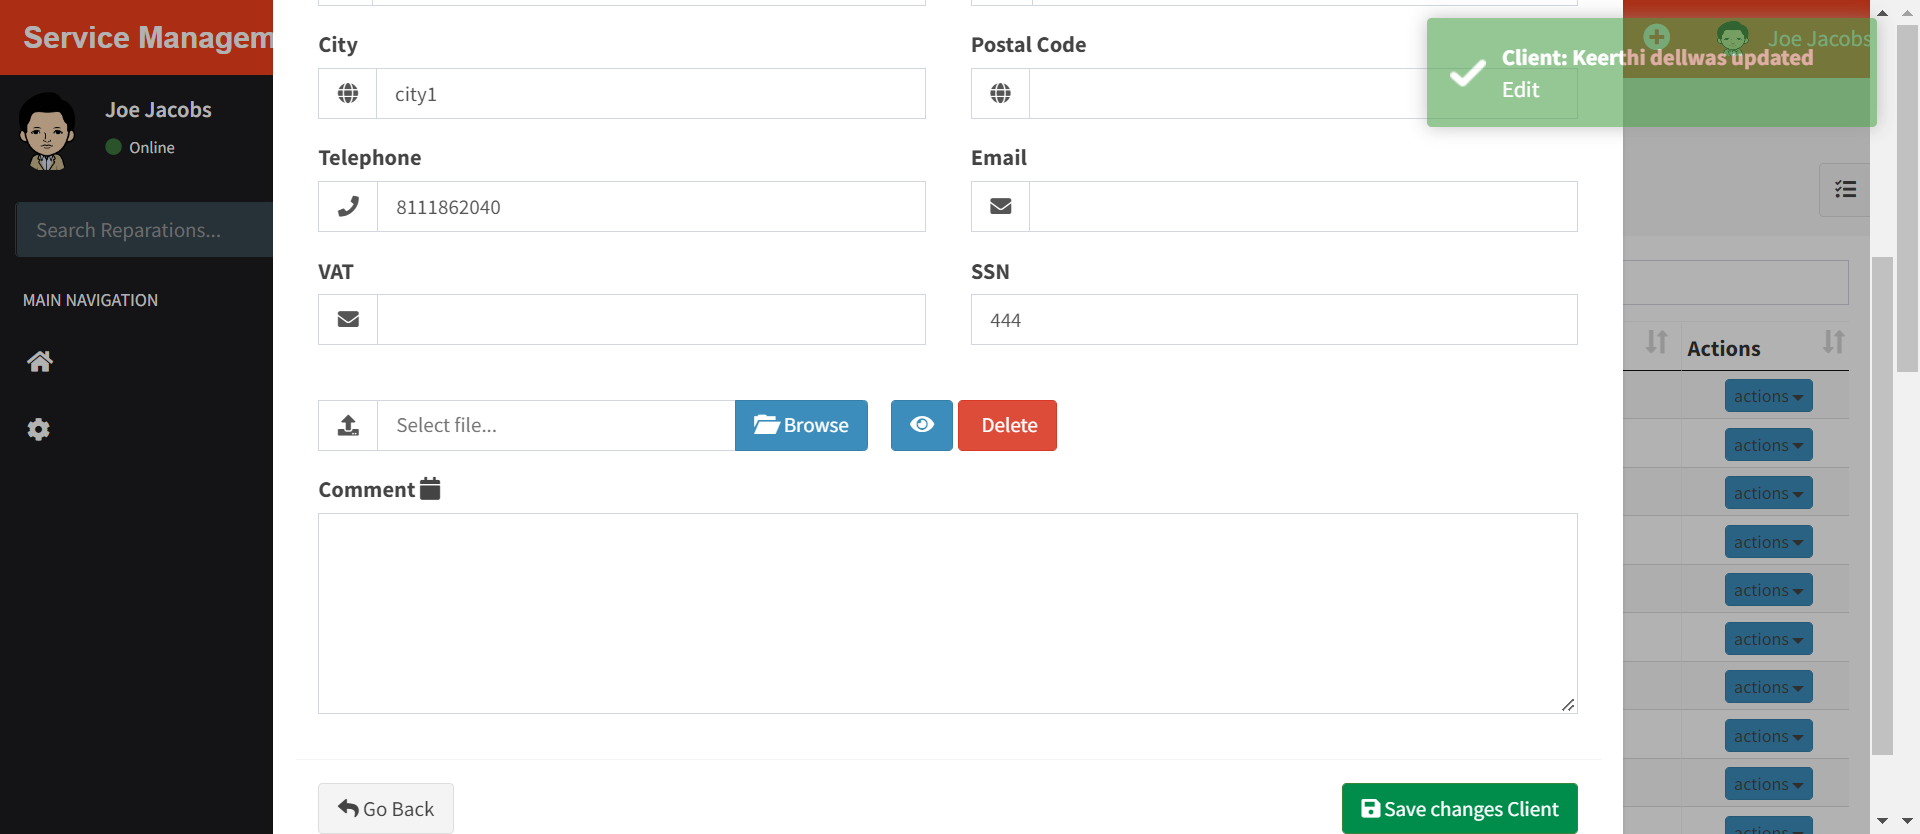 Service Managem
Joe Jacobs
Joe Jacobs
Online
Search Reparations...
MAIN NAVIGATION
City
city1
Postal Code
Client: Keerthi dellwas updated
Edit
Telephone
8111862040
Email
VAT
SSN
444
Select file...
Browse
Delete
Comment
Go Back
Save changes Client
Actions
actions
actions
actions
actions
actions
actions
actions
actions
actions
actions